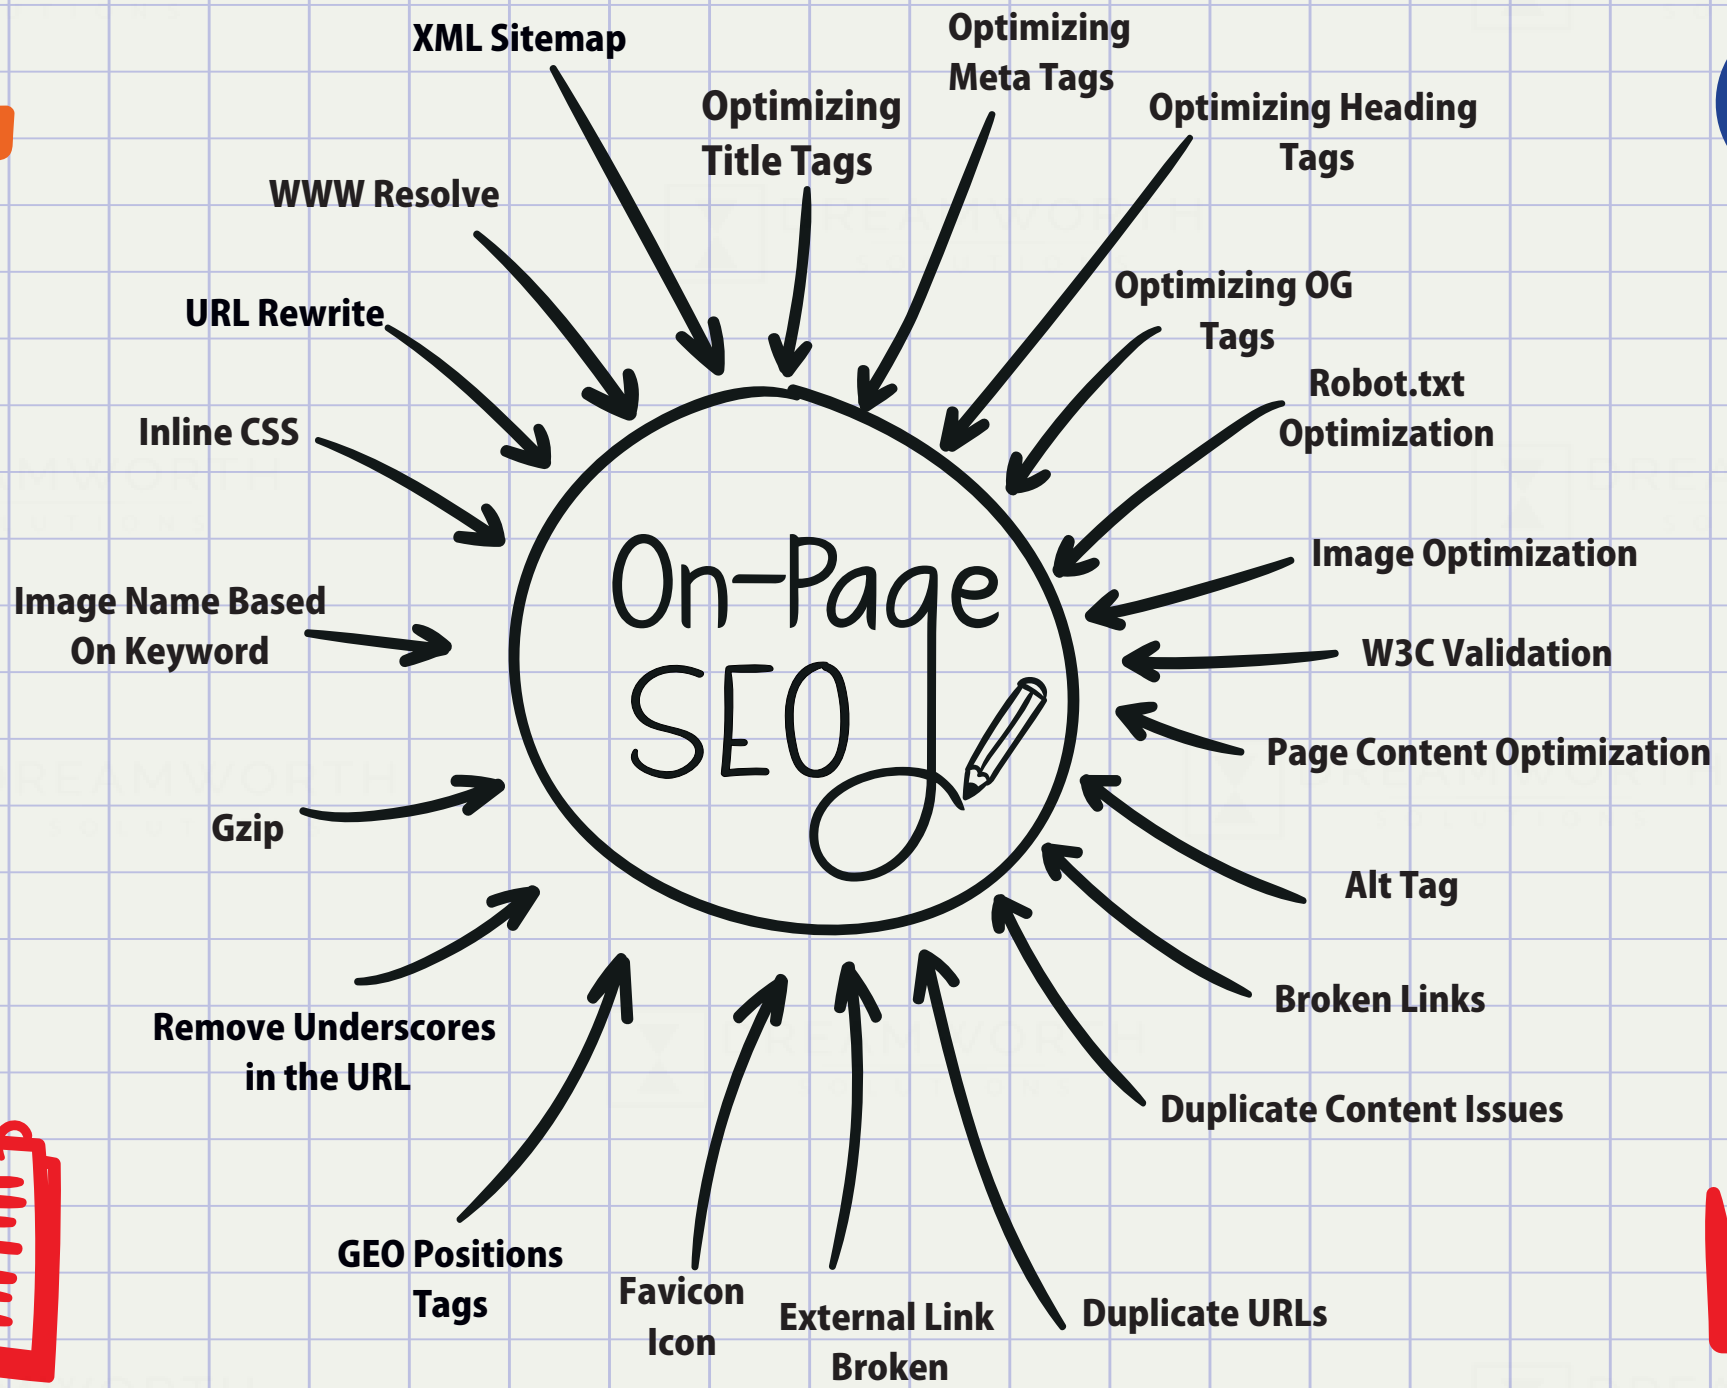 XML Sitemap
Optimizing
Meta Tags
Optimizing
Title Tags
Optimizing Heading
Tags
WWW Resolve
Optimizing OG
Tags
URL Rewrite
Robot.txt
Optimization
Inline CSS
Image Optimization
On-Page
SEO
Image Name Based
On Keyword
W3C Validation
Page Content Optimization
Gzip
Alt Tag
Broken Links
Remove Underscores
in the URL
Duplicate Content Issues
GEO Positions
Tags
Favicon
Icon
External Link
Broken
Duplicate URLs
DREAMWORTH
SOLUTIONS